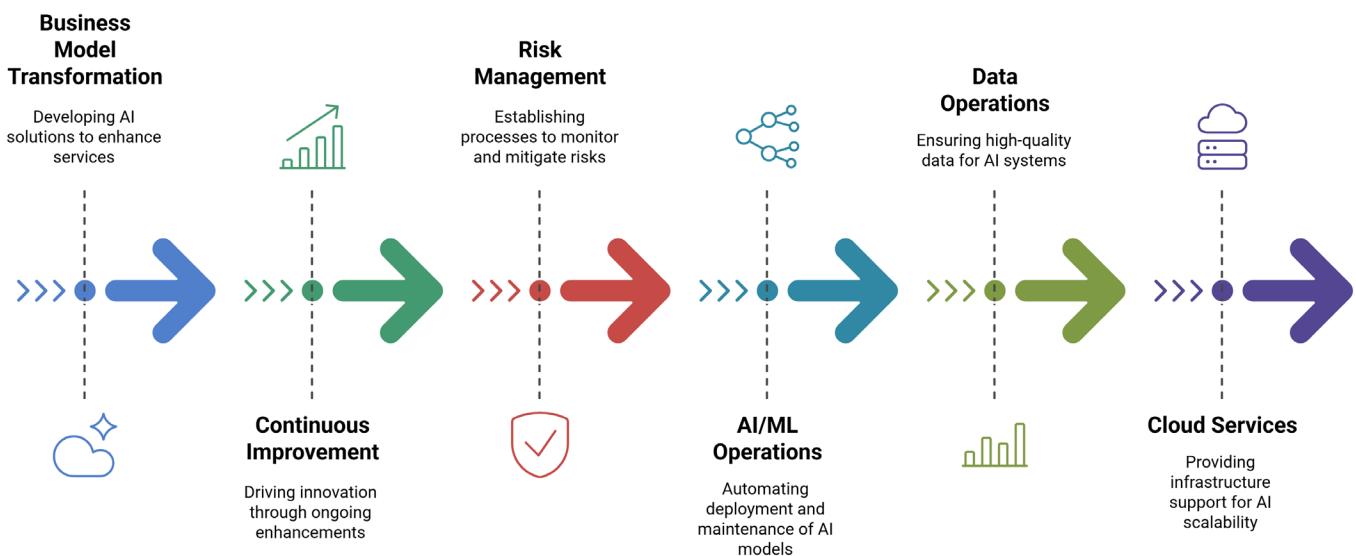 Business
Model
Transformation
Developing AI
solutions to enhance
services
Continuous
Improvement
Driving innovation
through ongoing
enhancements
Risk
Management
Establishing
processes to monitor
and mitigate risks
AI/ML
Operations
Automating
deployment and
maintenance of AI
models
Data
Operations
Ensuring high-quality
data for AI systems
Cloud Services
Providing
infrastructure
support for AI
scalability